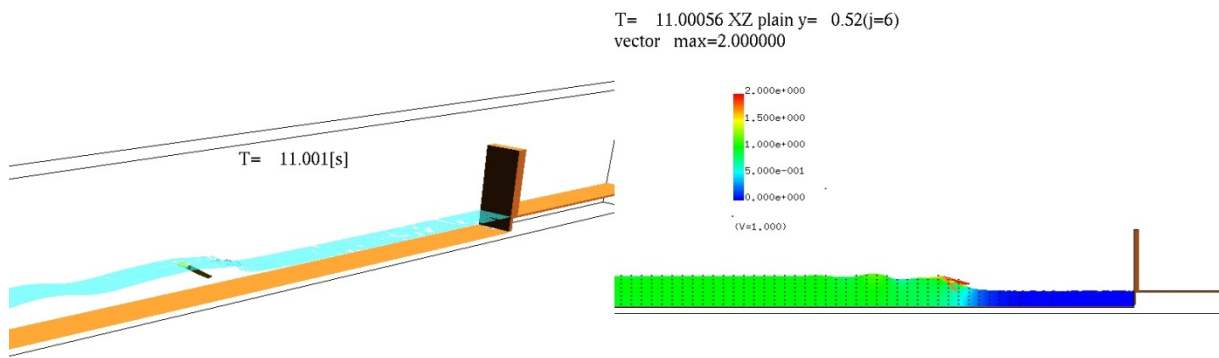 T=   11.001[s]
T=   11.00056 XZ plain y=   0.52(j=6)
vector   max=2.000000
2.000e+000
1.500e+000
1.000e+000
5.000e-001
0.000e+000
(V=1.000)